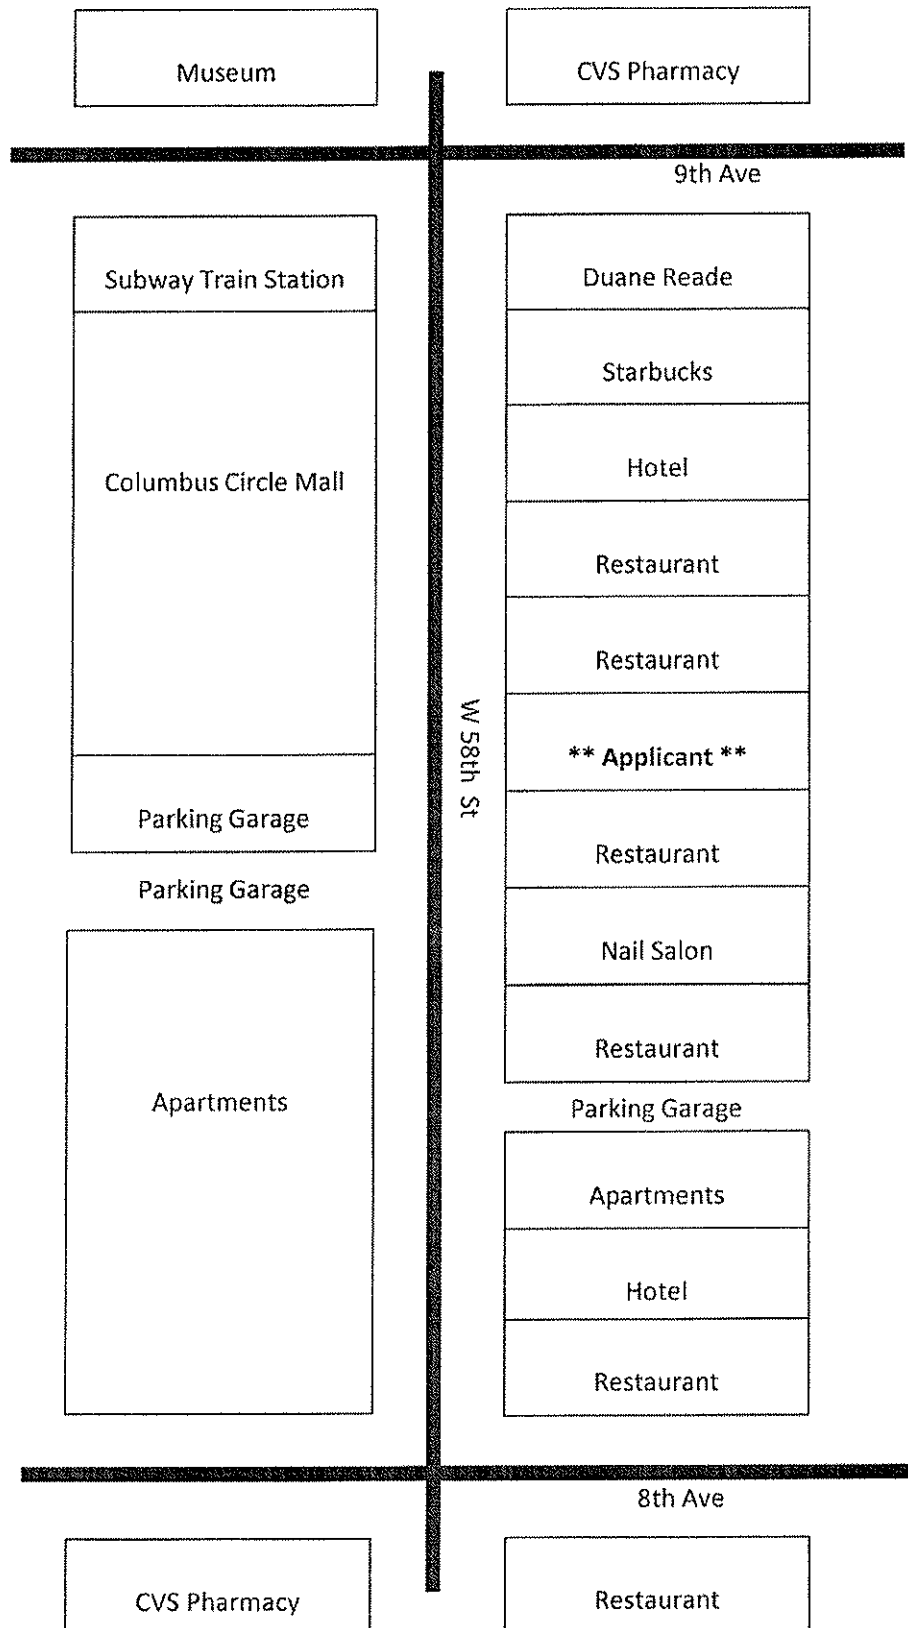 Museum
CVS Pharmacy
9th Ave
Subway Train Station
Duane Reade
Starbucks
Columbus Circle Mall
Hotel
Restaurant
Restaurant
W 58th St
** Applicant **
Parking Garage
Restaurant
Parking Garage
Nail Salon
Restaurant
Apartments
Parking Garage
Apartments
Hotel
Restaurant
8th Ave
CVS Pharmacy
Restaurant